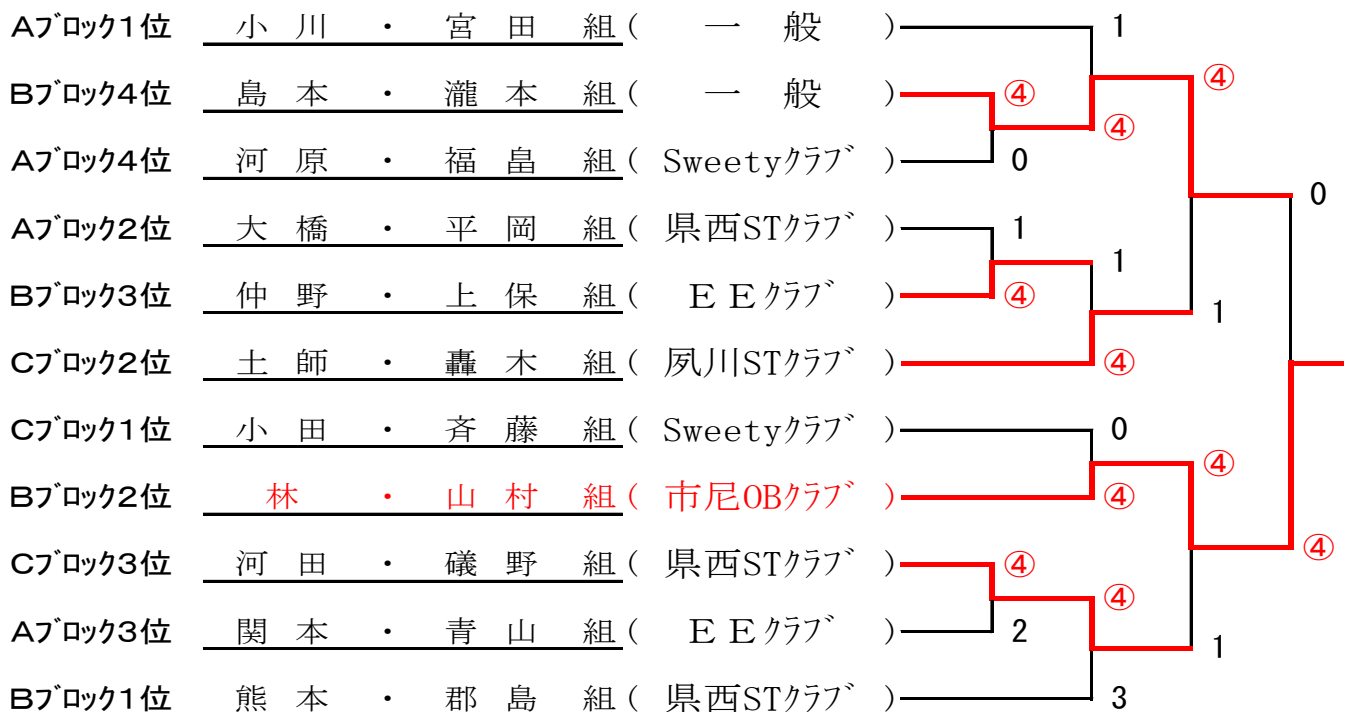 Aブロック1位 小川・宮田 組( 一般 ) 1
④
Bブロック4位 島本・瀧本 組( 一般 ) ④
④
Aブロック4位 河原・福畠 組( Sweetyクラブ ) 0
0
Aブロック2位 大橋・平岡 組( 県西STクラブ ) 1
1
Bブロック3位 仲野・上保 組( EEクラブ ) ④
1
Cブロック2位 土師・轟木 組( 夙川STクラブ ) ④
Cブロック1位 小田・斉藤 組( Sweetyクラブ ) 0
④
Bブロック2位 林・山村 組( 市尼OBクラブ ) ④
④
Cブロック3位 河田・礒野 組( 県西STクラブ ) ④
④
Aブロック3位 関本・青山 組( EEクラブ ) 2
1
Bブロック1位 熊本・郡島 組( 県西STクラブ ) 3